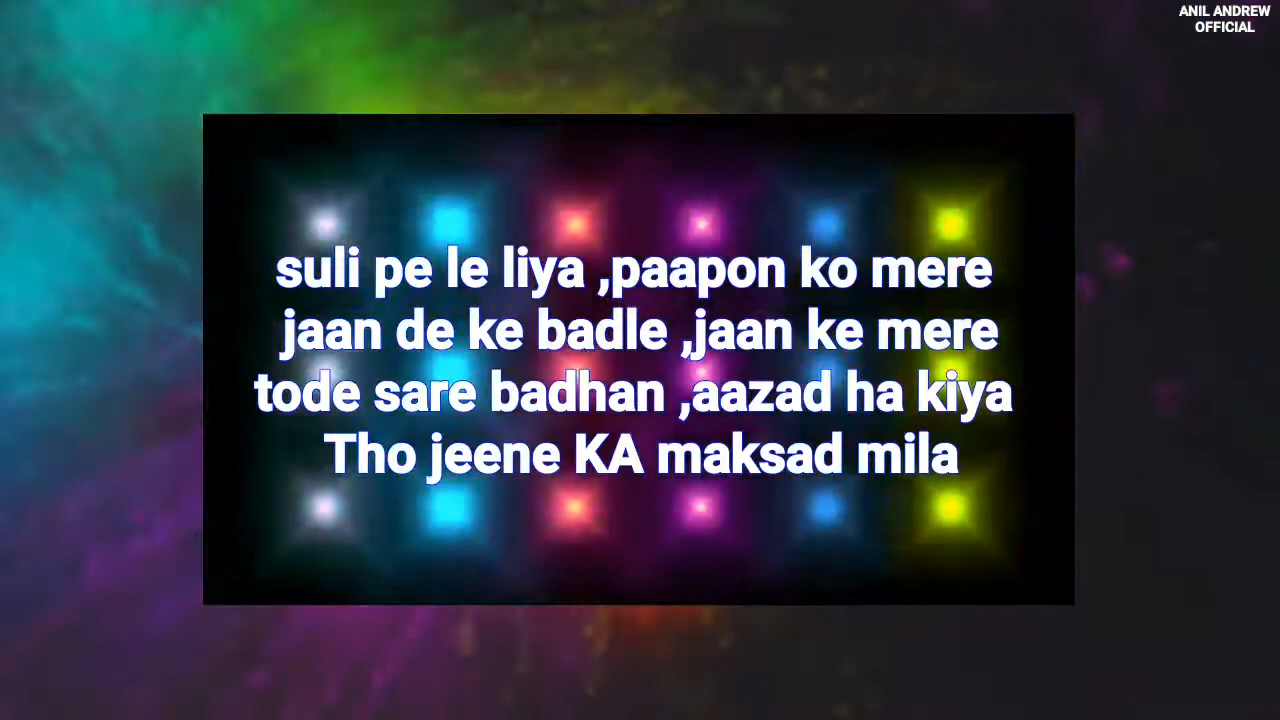 ANIL ANDREW
OFFICIAL
suli pe le liya ,paapon ko mere
jaan de ke badle ,jaan ke mere
tode sare badhan ,aazad ha kiya
Tho jeene KA maksad mila